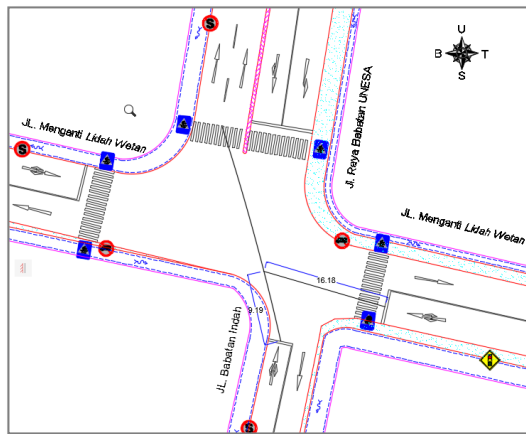 U
B T
S
S
JL. Menganti Lidah Wetan
S
Jl. Raya Babatan UNESA
JL. Menganti Lidah Wetan
16.18
9.19
JL. Babatan Indah
S